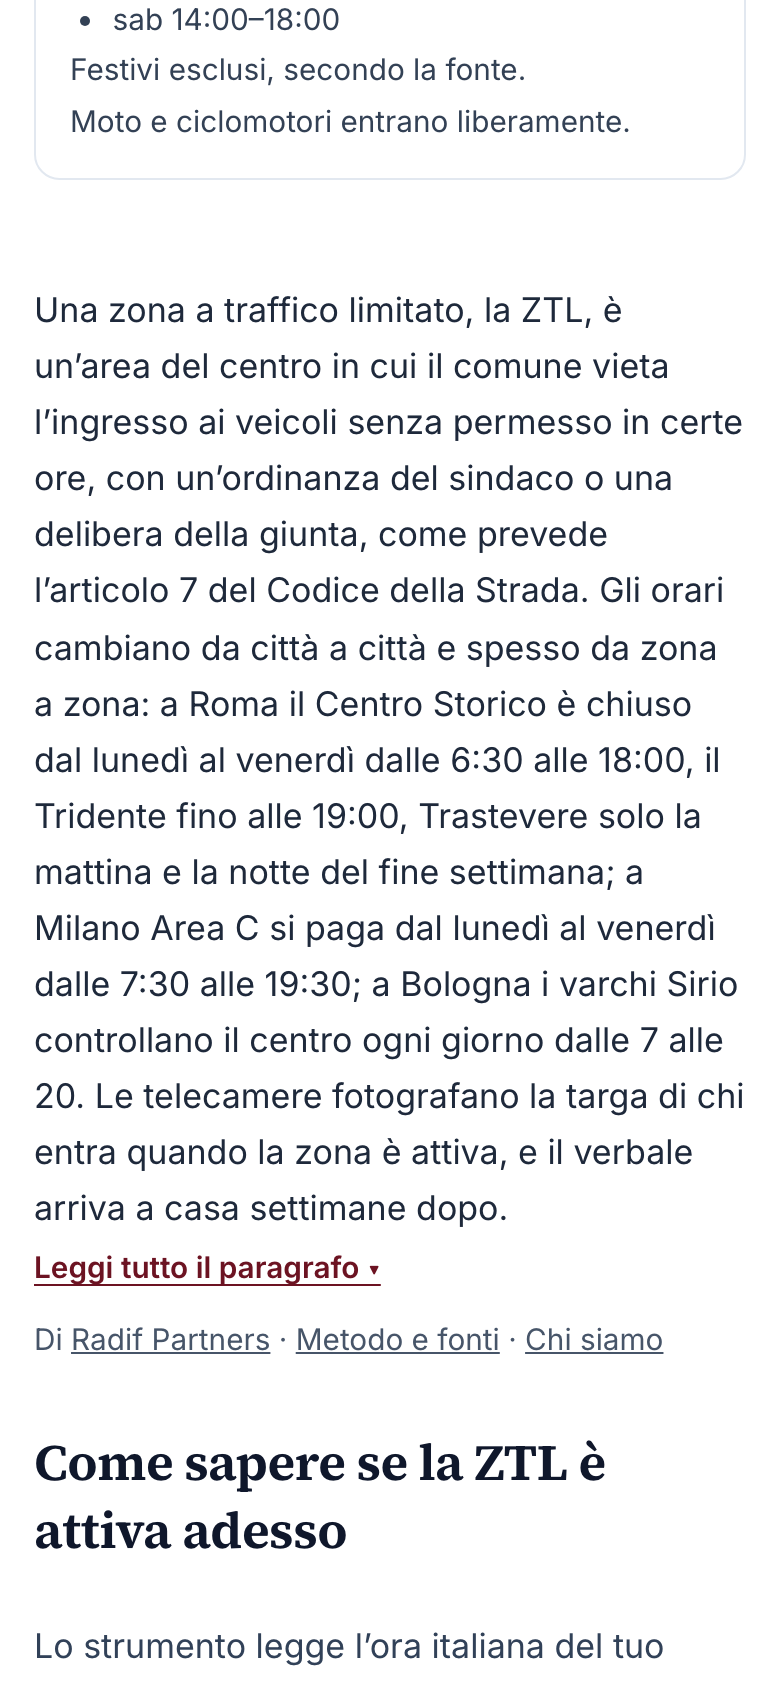 • sab 14:00–18:00
Festivi esclusi, secondo la fonte.
Moto e ciclomotori entrano liberamente.
Una zona a traffico limitato, la ZTL, è
un’area del centro in cui il comune vieta
l’ingresso ai veicoli senza permesso in certe
ore, con un’ordinanza del sindaco o una
delibera della giunta, come prevede
l’articolo 7 del Codice della Strada. Gli orari
cambiano da città a città e spesso da zona
a zona: a Roma il Centro Storico è chiuso
dal lunedì al venerdì dalle 6:30 alle 18:00, il
Tridente fino alle 19:00, Trastevere solo la
mattina e la notte del fine settimana; a
Milano Area C si paga dal lunedì al venerdì
dalle 7:30 alle 19:30; a Bologna i varchi Sirio
controllano il centro ogni giorno dalle 7 alle
20. Le telecamere fotografano la targa di chi
entra quando la zona è attiva, e il verbale
arriva a casa settimane dopo.
Leggi tutto il paragrafo ▾
Di Radif Partners · Metodo e fonti · Chi siamo
Come sapere se la ZTL è
attiva adesso
Lo strumento legge l’ora italiana del tuo